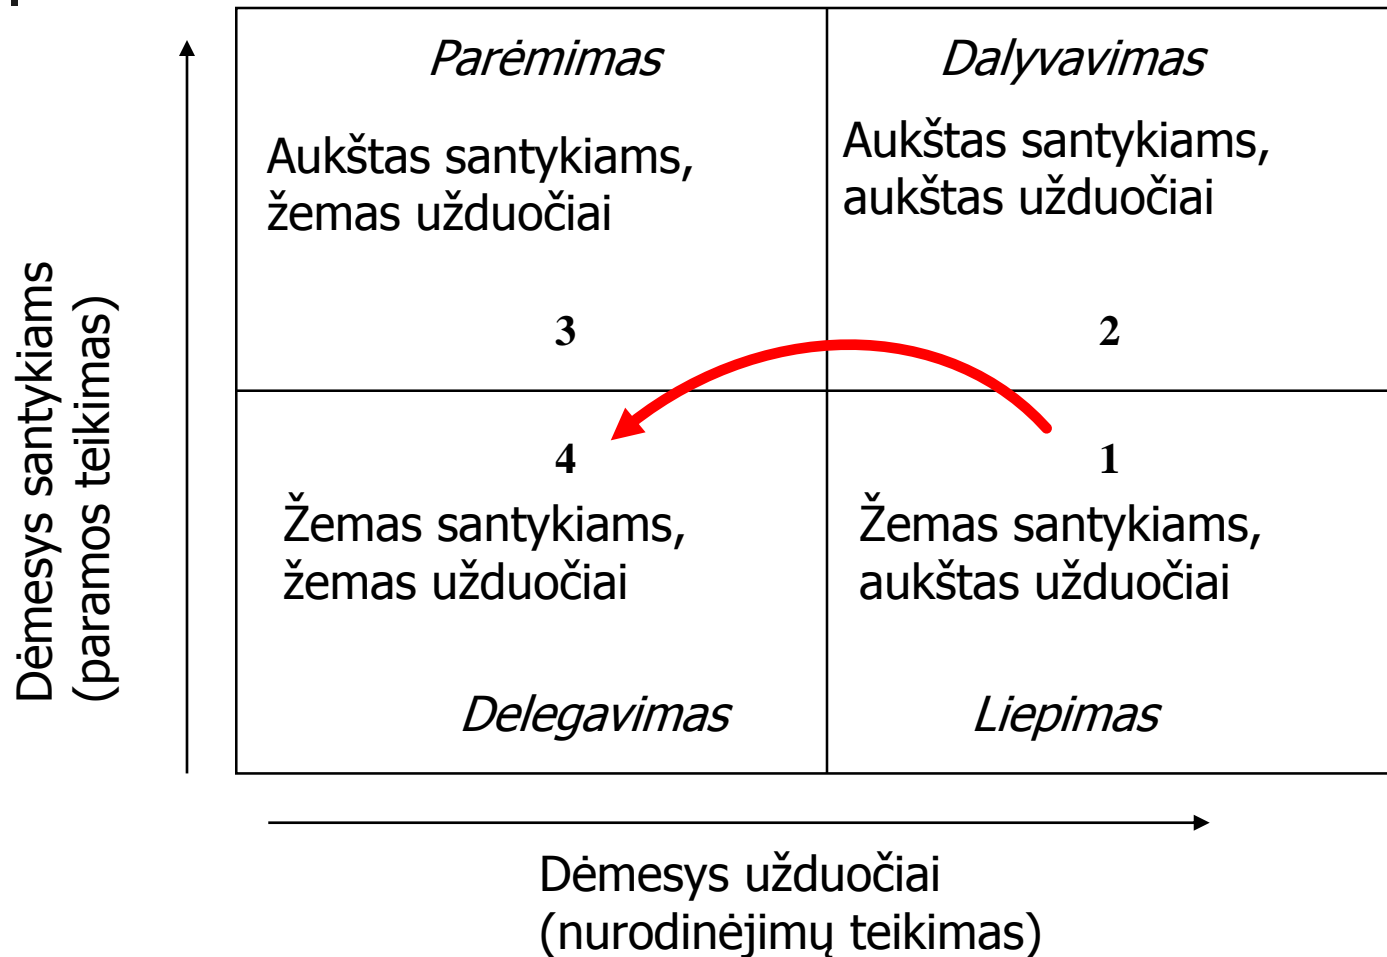 Parėmimas
Aukštas santykiams,
žemas užduočiai
3
Dalyvavimas
Aukštas santykiams,
aukštas užduočiai
2
4
Žemas santykiams,
žemas užduočiai
Delegavimas
1
Žemas santykiams,
aukštas užduočiai
Liepimas
Dėmesys santykiams
(paramos teikimas)
Dėmesys užduočiai
(nurodinėjimų teikimas)